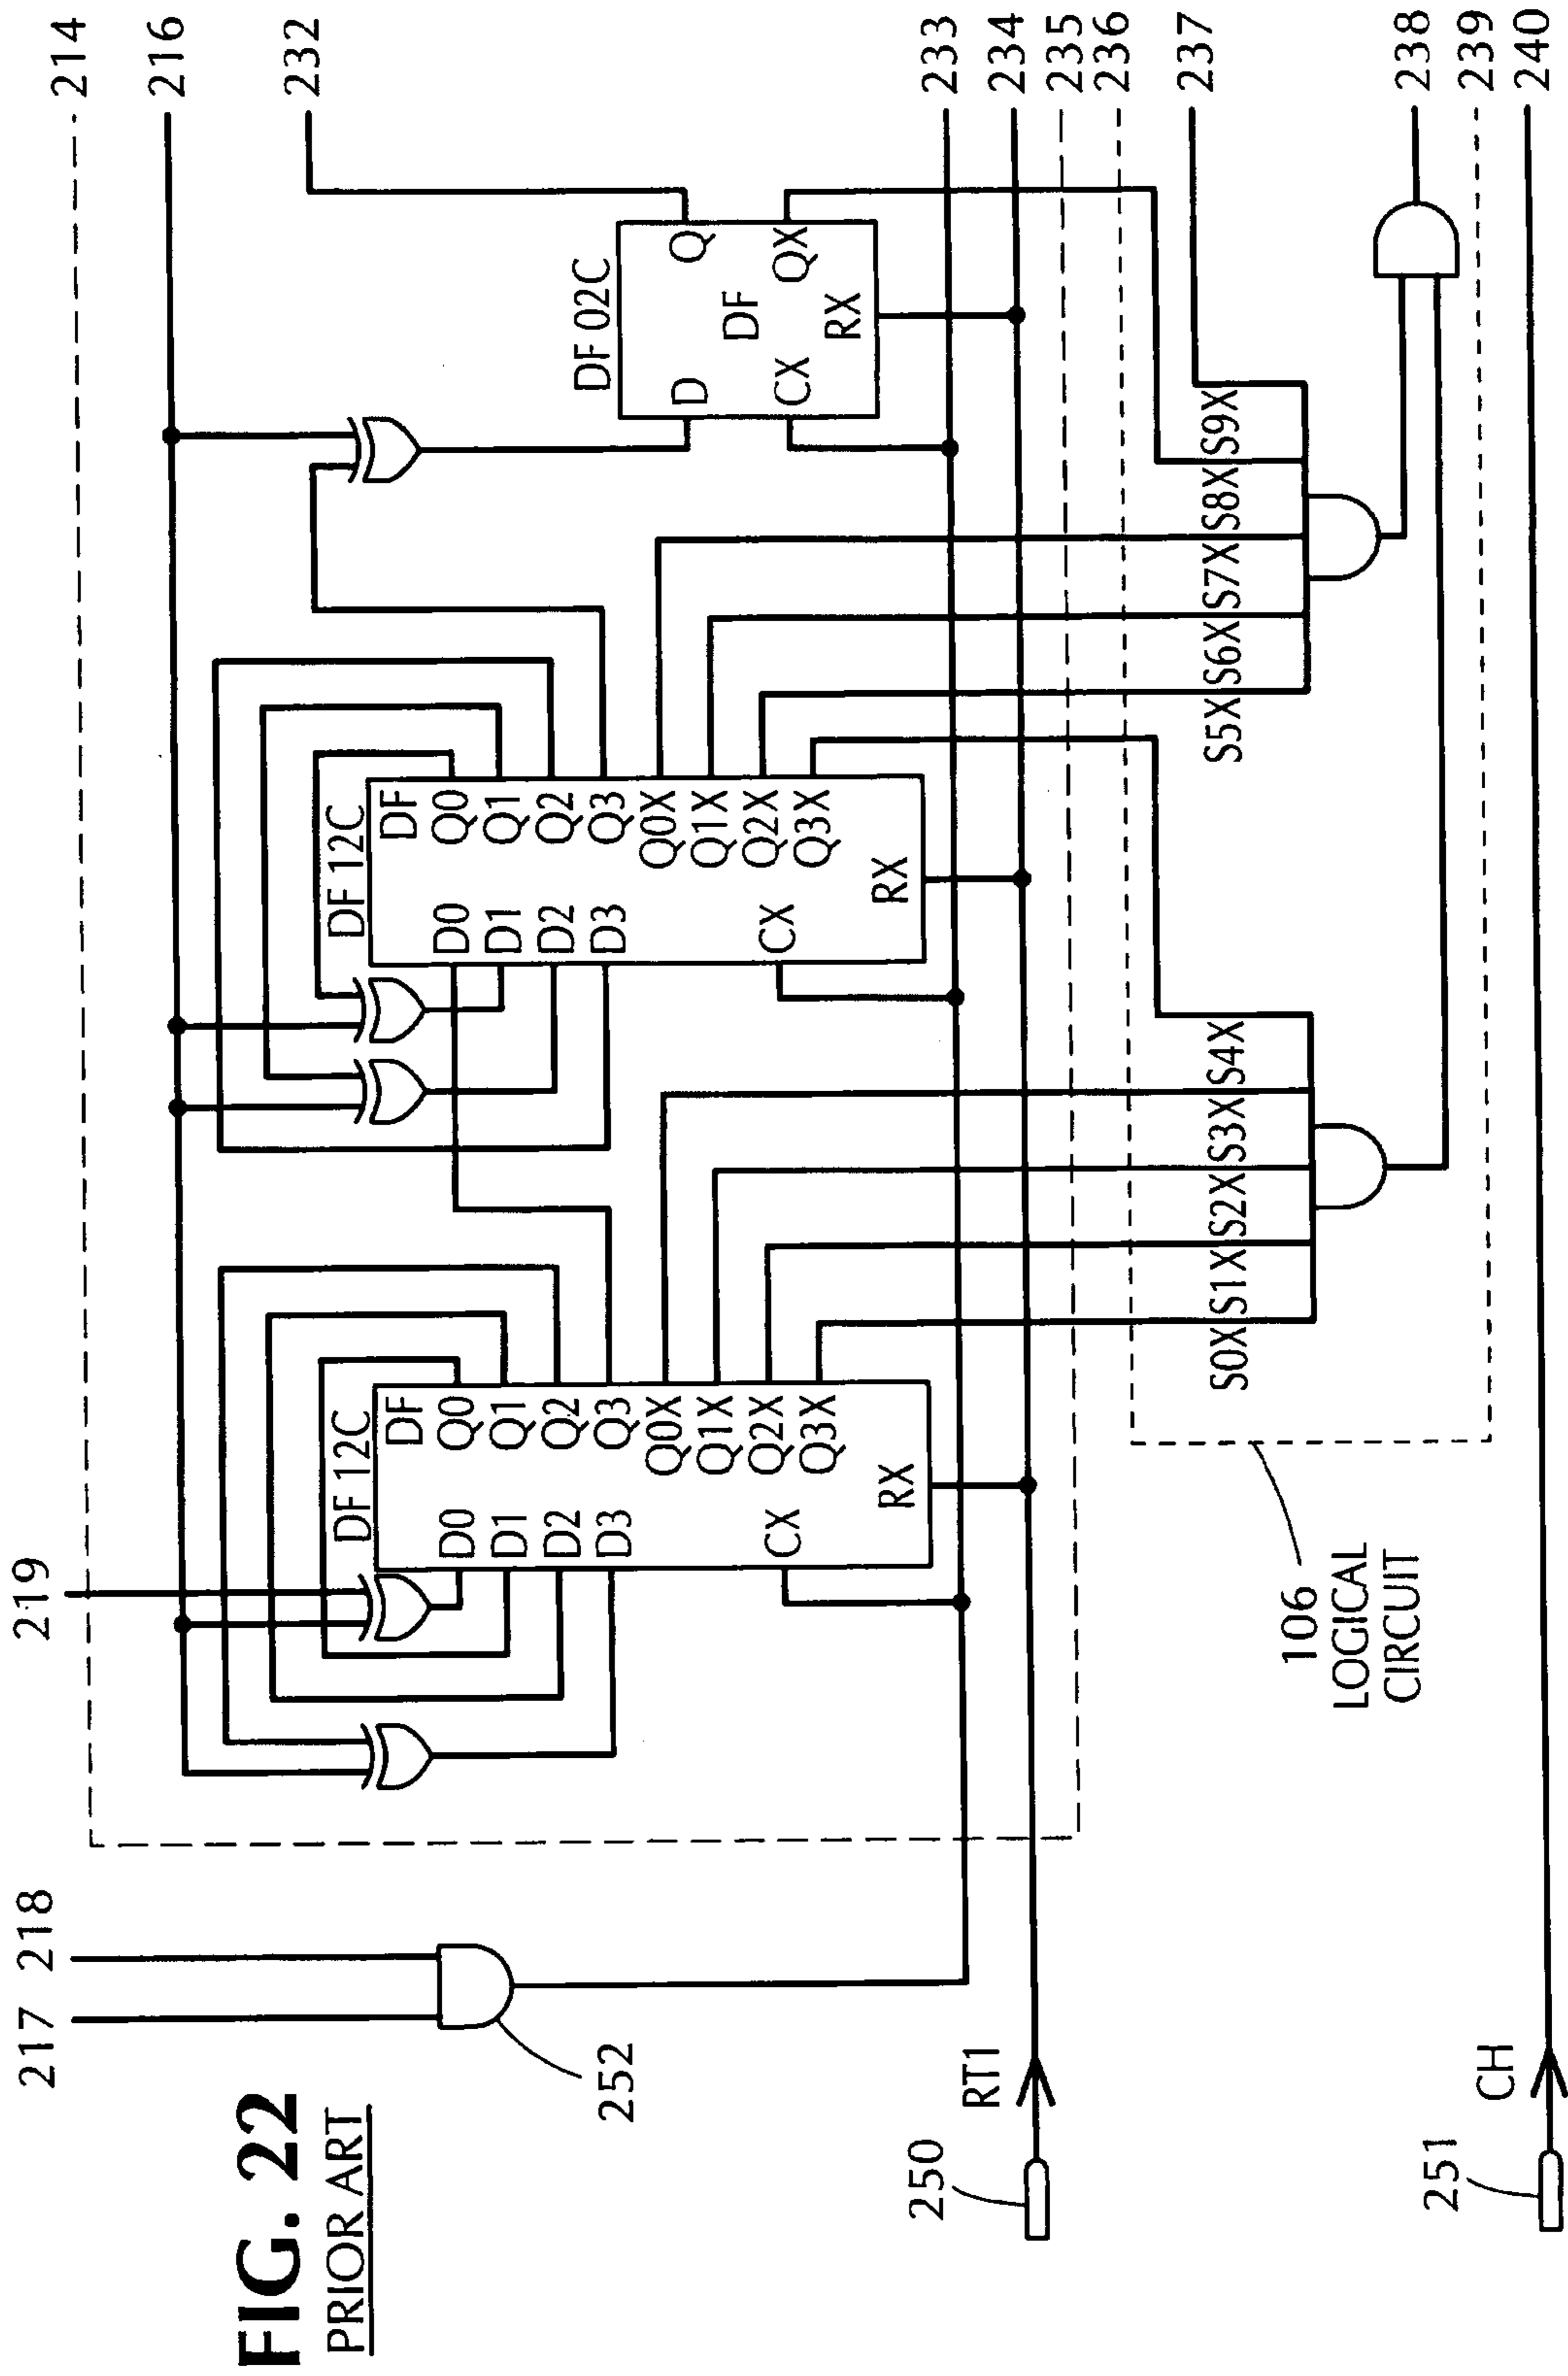 FIG. 22
PRIOR ART
217
218
219
214
216
232
233
234
235
236
237
238
239
240
252
250
RT1
251
CH
DF 12C
DF
D0
D1
D2
D3
CX
RX
Q0
Q1
Q2
Q3
Q0X
Q1X
Q2X
Q3X
DF 12C
DF
D0
D1
D2
D3
CX
RX
Q0
Q1
Q2
Q3
Q0X
Q1X
Q2X
Q3X
DF 02C
D
Q
DF
CX
QX
RX
S0X S1X S2X S3X S4X
S5X S6X S7X S8X S9X
106
LOGICAL
CIRCUIT